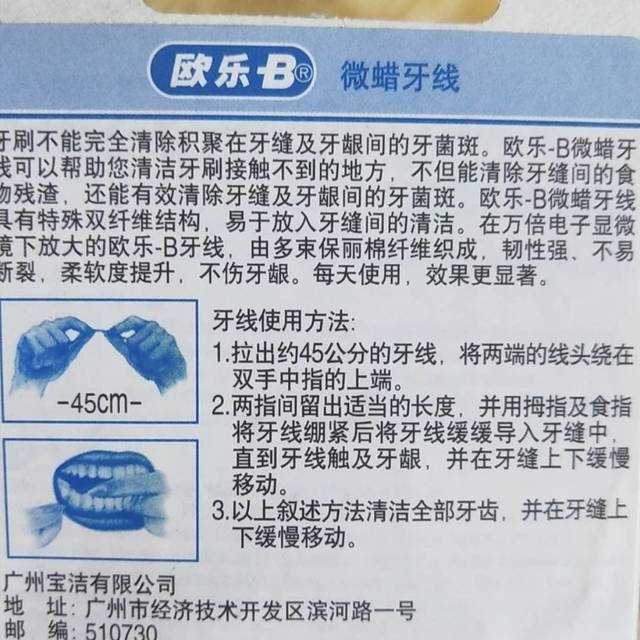 欧乐-B® 微蜡牙线
牙刷不能完全清除积聚在牙缝及牙龈间的牙菌斑。欧乐-B微蜡牙
线可以帮助您清洁牙刷接触不到的地方，不但能清除牙缝间的食
物残渣，还能有效清除牙缝及牙龈间的牙菌斑。欧乐-B微蜡牙线
具有特殊双纤维结构，易于放入牙缝间的清洁。在万倍电子显微
镜下放大的欧乐-B牙线，由多束保丽棉纤维织成，韧性强、不易
断裂，柔软度提升，不伤牙龈。每天使用，效果更显著。
牙线使用方法:
1.拉出约45公分的牙线，将两端的线头绕在
双手中指的上端。
-45cm-
2.两指间留出适当的长度，并用拇指及食指
将牙线绷紧后将牙线缓缓导入牙缝中，
直到牙线触及牙龈，并在牙缝上下缓慢
移动。
3.以上叙述方法清洁全部牙齿，并在牙缝上
下缓慢移动。
广州宝洁有限公司
地 址: 广州市经济技术开发区滨河路一号
邮 编: 510730